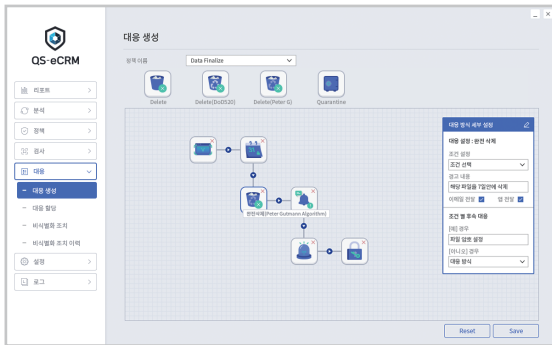 QS-eCRM
대응 생성
정책 이름
Data Finalize
Delete
Delete(DoD520)
Delete(Peter G)
Quarantine
리포트
분석
정책
검사
대응
대응 생성
대응 할당
비식별화 조치
비식별화 조치 이력
설정
로그
완전삭제(Peter Gutmann Algorithm)
대응 방식 세부 설정
대응 설정 : 완전 삭제
조건 설정
조건 선택
경고 내용
해당 파일을 7일안에 삭제
이메일 전달
앱 전달
조건 별 후속 대응
[예] 경우
파일 암호 설정
[아니오] 경우
대응 방식
Reset
Save